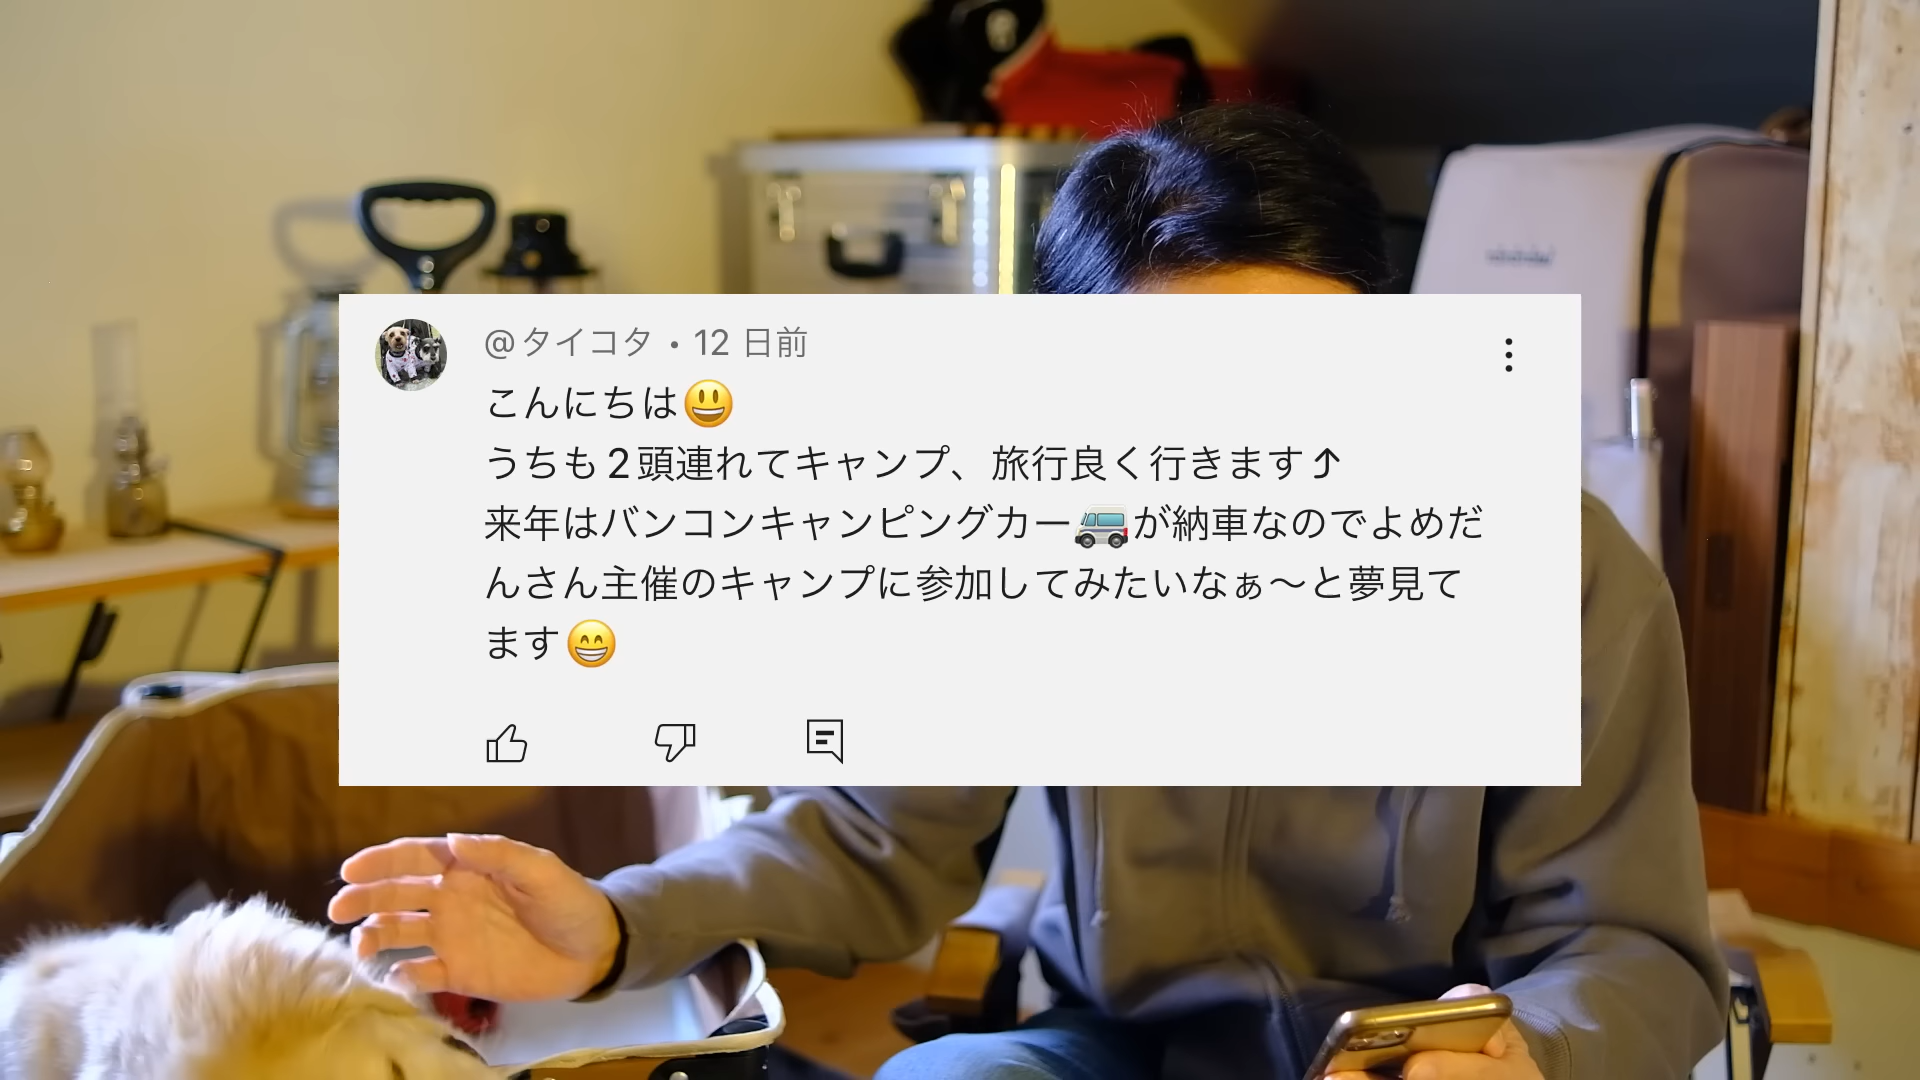 @タイコタ・12 日前
こんにちは😃
うちも2頭連れてキャンプ、旅行良く行きます⤴
来年はバンコンキャンピングカー🚐が納車なのでよめだ
んさん主催のキャンプに参加してみたいなぁ〜と夢見て
ます😁